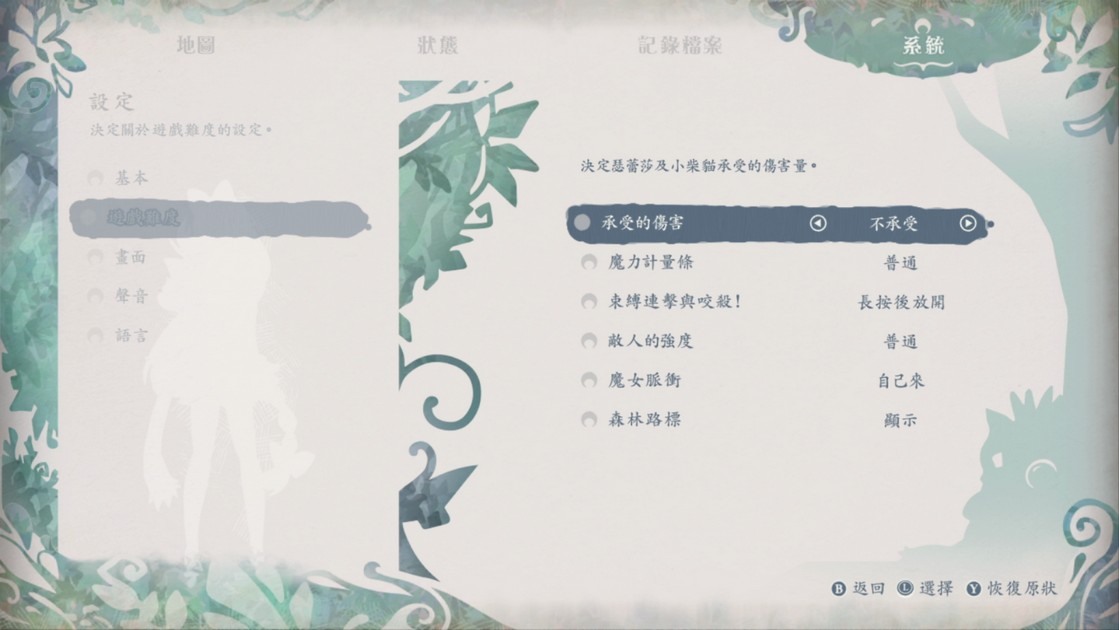 地圖
狀態
記錄檔案
系統
設定
決定關於遊戲難度的設定。
基本
遊戲難度
畫面
聲音
語言
決定瑟蕾莎及小柴貓承受的傷害量。
承受的傷害 不承受
魔力計量條 普通
束縛連擊與咬殺！ 長按後放開
敵人的強度 普通
魔女脈衝 自己來
森林路標 顯示
B 返回 L 選擇 Y 恢復原狀